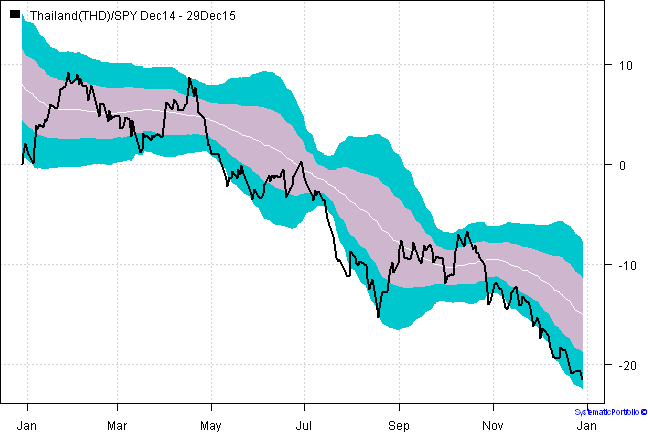 Thailand(THD)/SPY Dec14 - 29Dec15
10
0
-10
-20
Jan Mar May Jul Sep Nov Jan
SystematicPortfolio ©